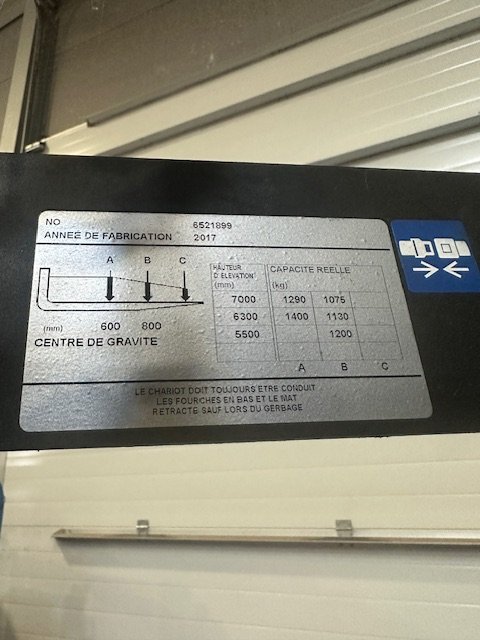 NO 6521899
ANNEE DE FABRICATION 2017
A B C
(mm) 600 800
CENTRE DE GRAVITE
HAUTEUR
D'ELEVATION
(mm)
CAPACITE REELLE
(kg)
7000 1290 1075
6300 1400 1130
5500 1200
A B C
LE CHARIOT DOIT TOUJOURS ETRE CONDUIT
LES FOURCHES EN BAS ET LE MAT
RETRACTE SAUF LORS DU GERBAGE